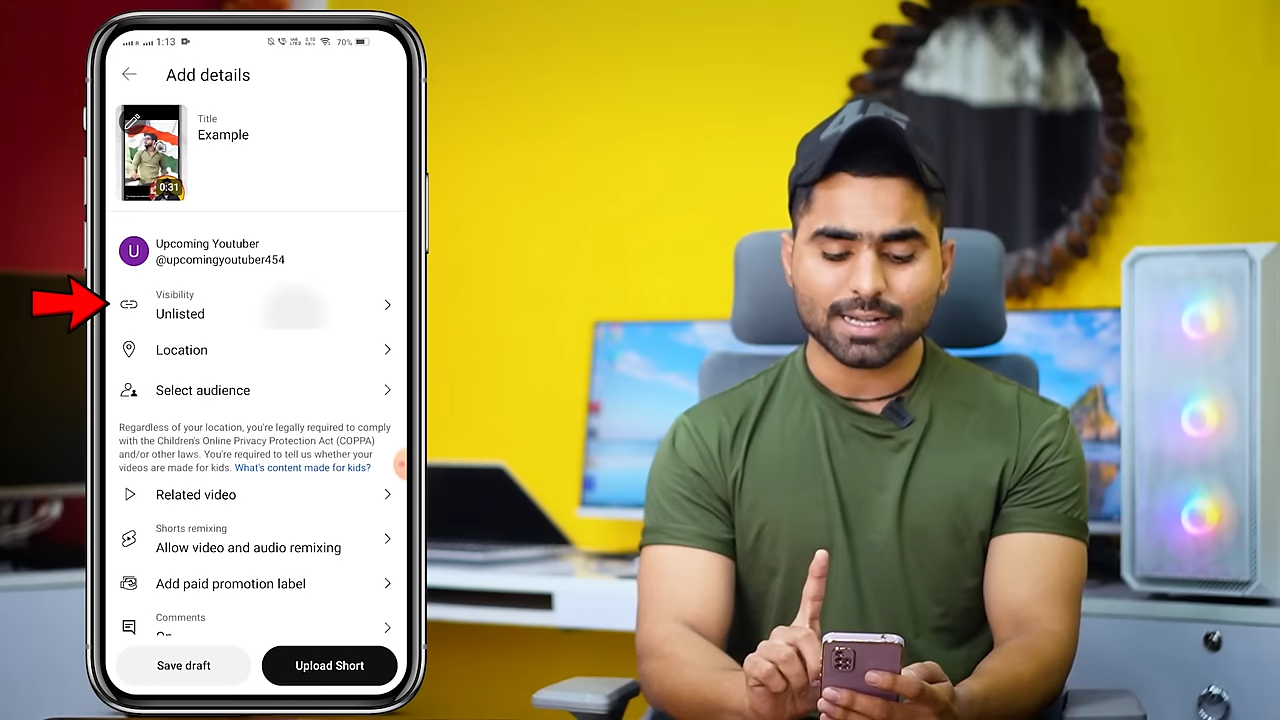 1:13
70%
Add details
Title
Example
0:31
U
Upcoming Youtuber
@upcomingyoutuber454
Visibility
Unlisted
Location
Select audience
Regardless of your location, you're legally required to comply
with the Children's Online Privacy Protection Act (COPPA)
and/or other laws. You're required to tell us whether your
videos are made for kids. What's content made for kids?
Related video
Shorts remixing
Allow video and audio remixing
Add paid promotion label
Comments
Save draft
Upload Short
45